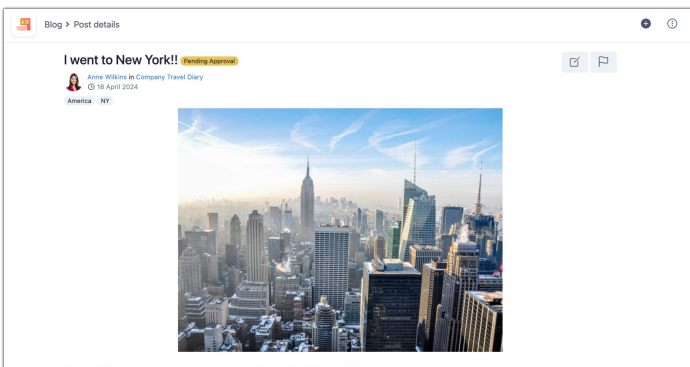 Blog > Post details
I went to New York!! Pending Approval
Anne Wilkins in Company Travel Diary
18 April 2024
America NY